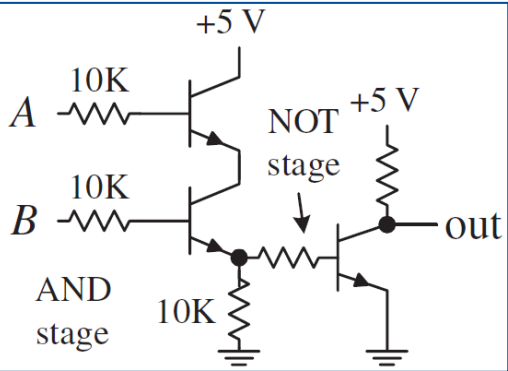 +5 V
10K
A
NOT
stage
+5 V
10K
B
out
AND
stage
10K